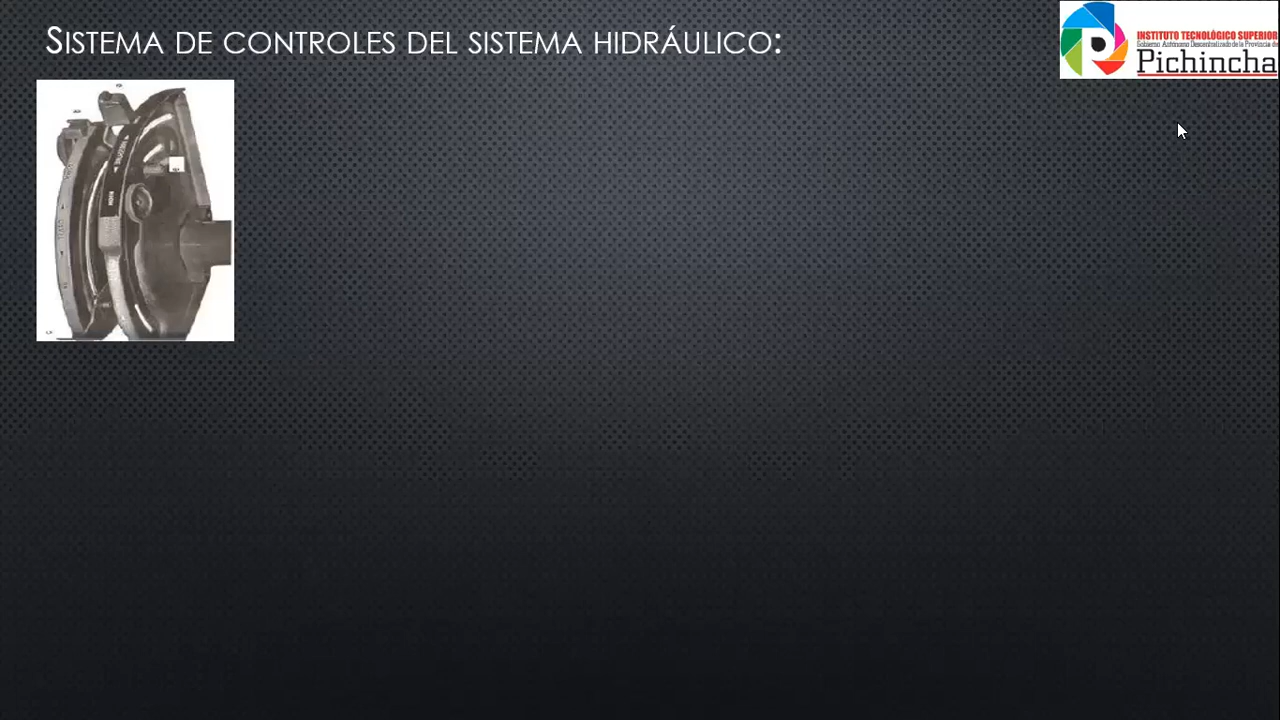 Sistema de controles del sistema hidráulico:
INSTITUTO TECNOLÓGICO SUPERIOR
Gobierno Autónomo Descentralizado de la Provincia de
Pichincha